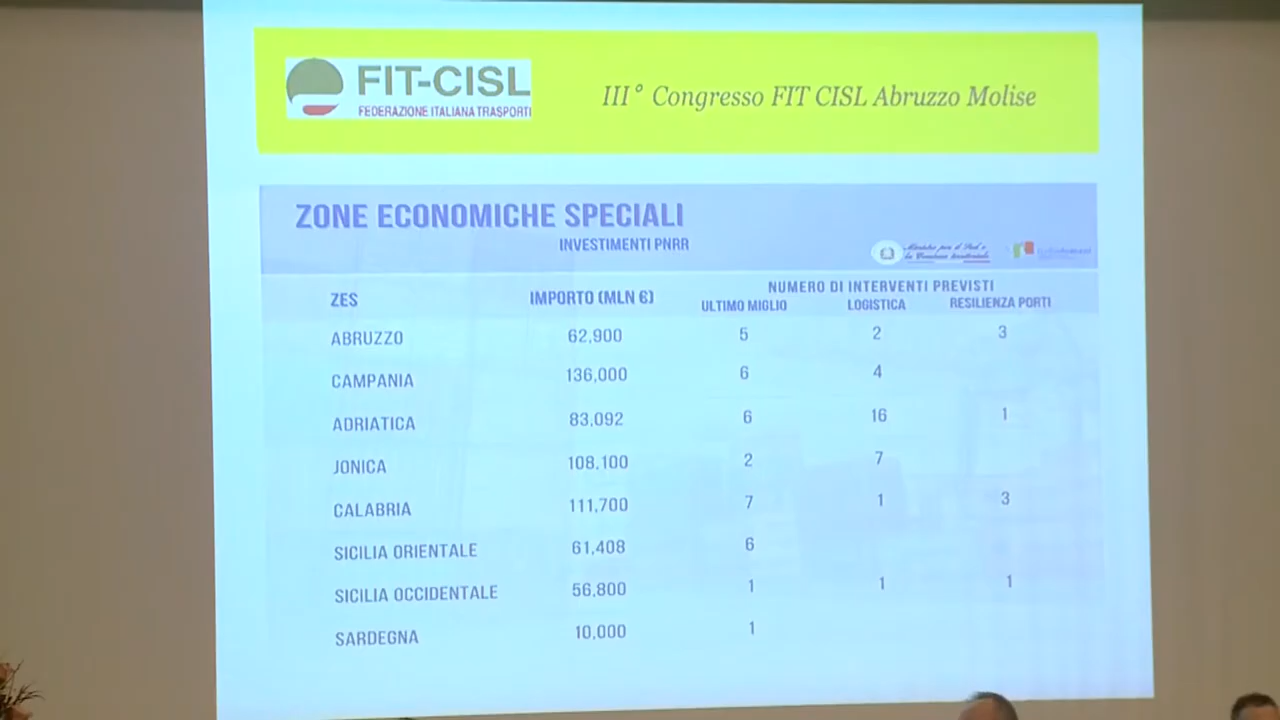 FIT-CISL
FEDERAZIONE ITALIANA TRASPORTI
III° Congresso FIT CISL Abruzzo Molise
ZONE ECONOMICHE SPECIALI
INVESTIMENTI PNRR
ZES IMPORTO (MLN €) NUMERO DI INTERVENTI PREVISTI
ULTIMO MIGLIO LOGISTICA RESILIENZA PORTI
ABRUZZO 62,900 5 2 3
CAMPANIA 136,000 6 4
ADRIATICA 83,092 6 16 1
JONICA 108,100 2 7
CALABRIA 111,700 7 1 3
SICILIA ORIENTALE 61,408 6
SICILIA OCCIDENTALE 56,800 1 1 1
SARDEGNA 10,000 1